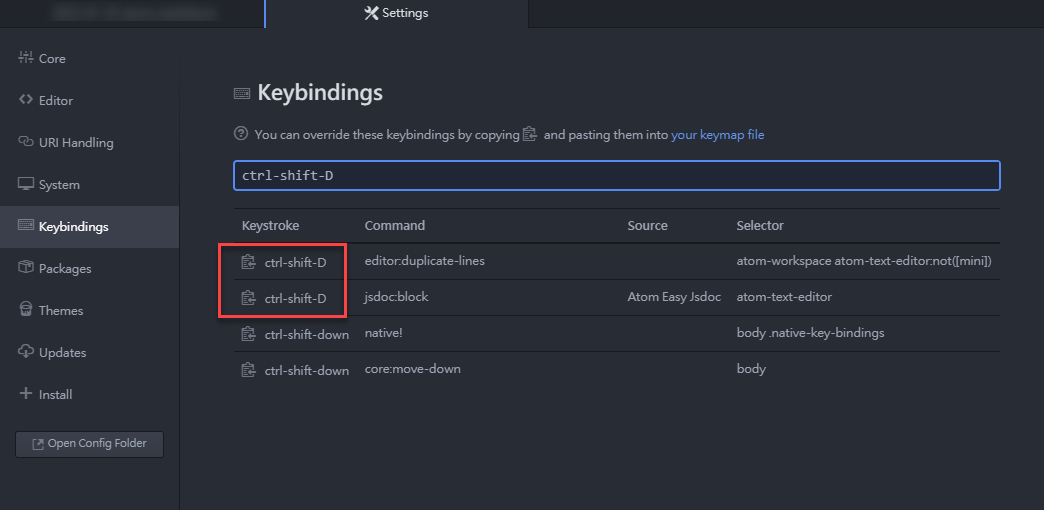 Settings
Core
Editor
URI Handling
System
Keybindings
Packages
Themes
Updates
Install
Open Config Folder
Keybindings
You can override these keybindings by copying and pasting them into your keymap file
ctrl-shift-D
Keystroke Command Source Selector
ctrl-shift-D editor:duplicate-lines atom-workspace atom-text-editor:not([mini])
ctrl-shift-D jsdoc:block Atom Easy Jsdoc atom-text-editor
ctrl-shift-down native! body .native-key-bindings
ctrl-shift-down core:move-down body